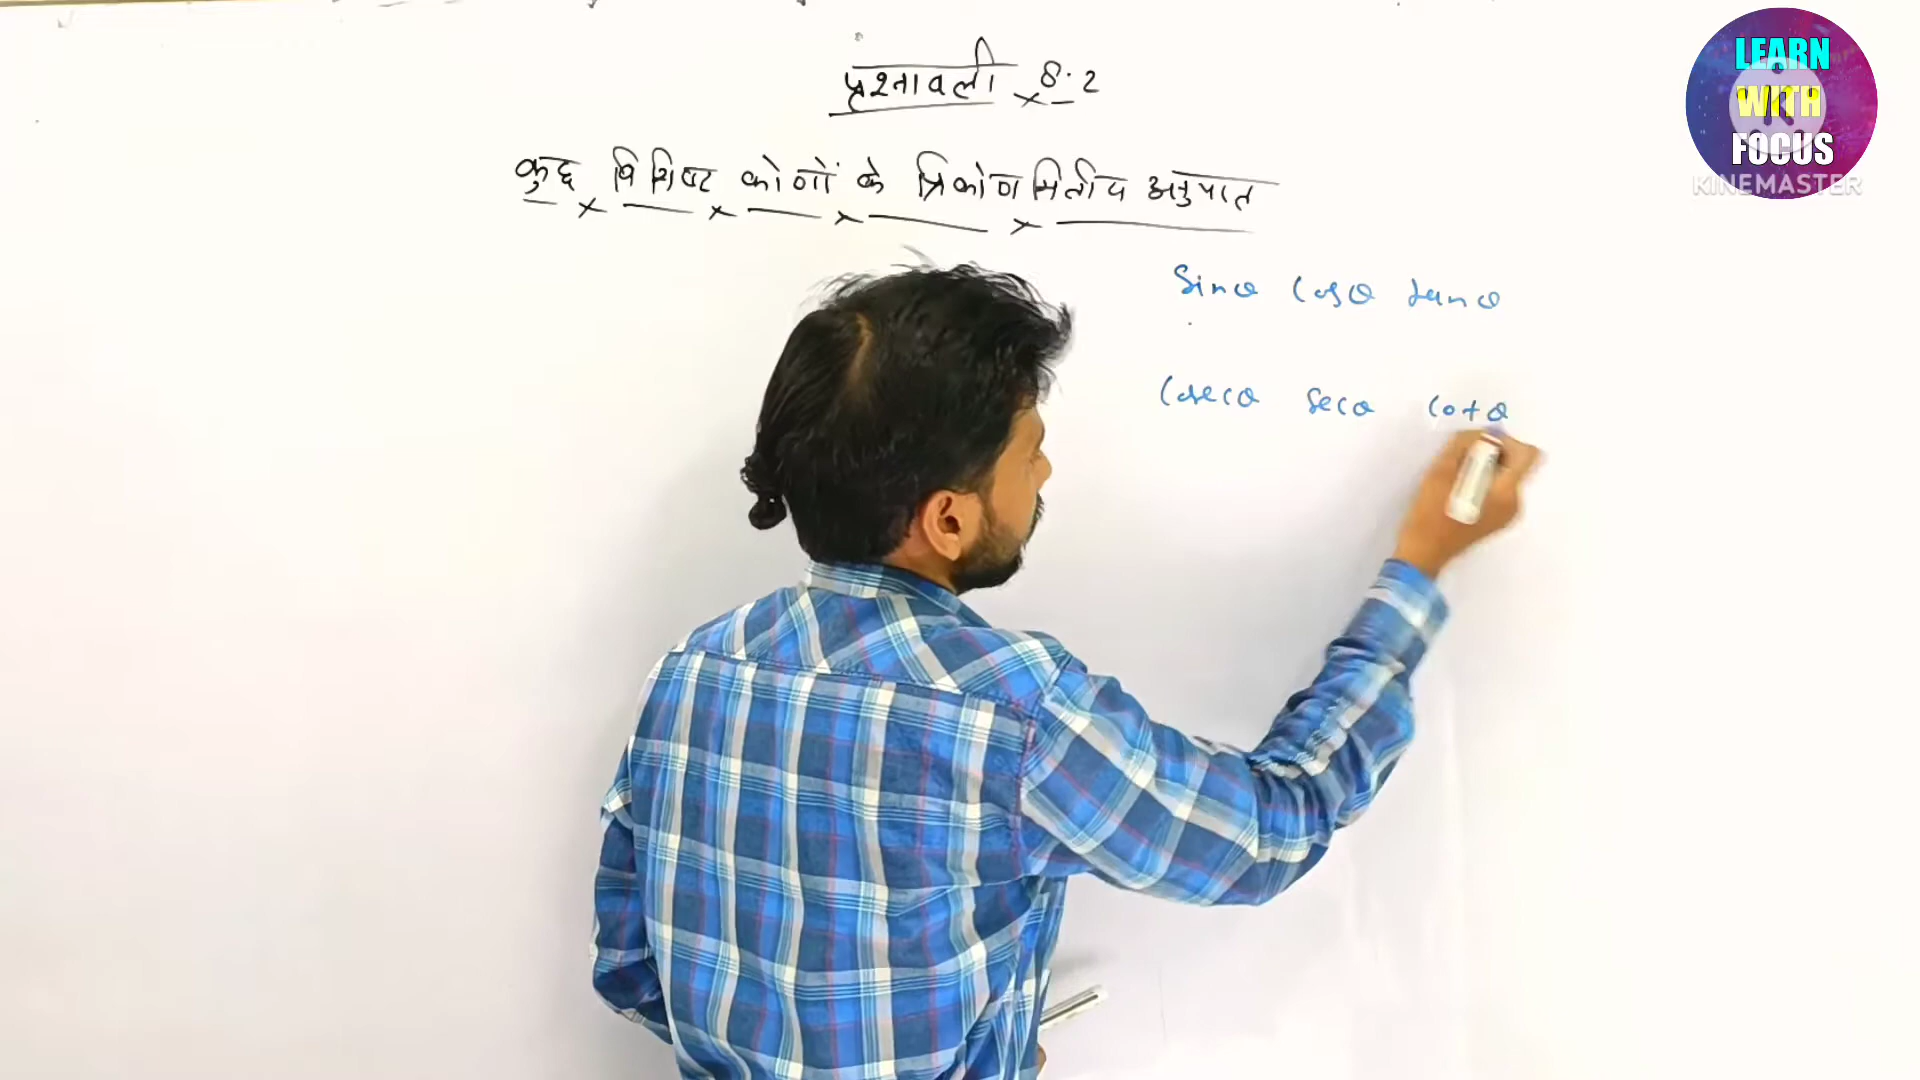 प्रश्नावली 8.2
कुछ विशिष्ट कोणों के त्रिकोणमितीय अनुपात
Sinθ Cosθ tanθ
Cosecθ Secθ Cotθ
LEARN
WITH
FOCUS
KINEMASTER